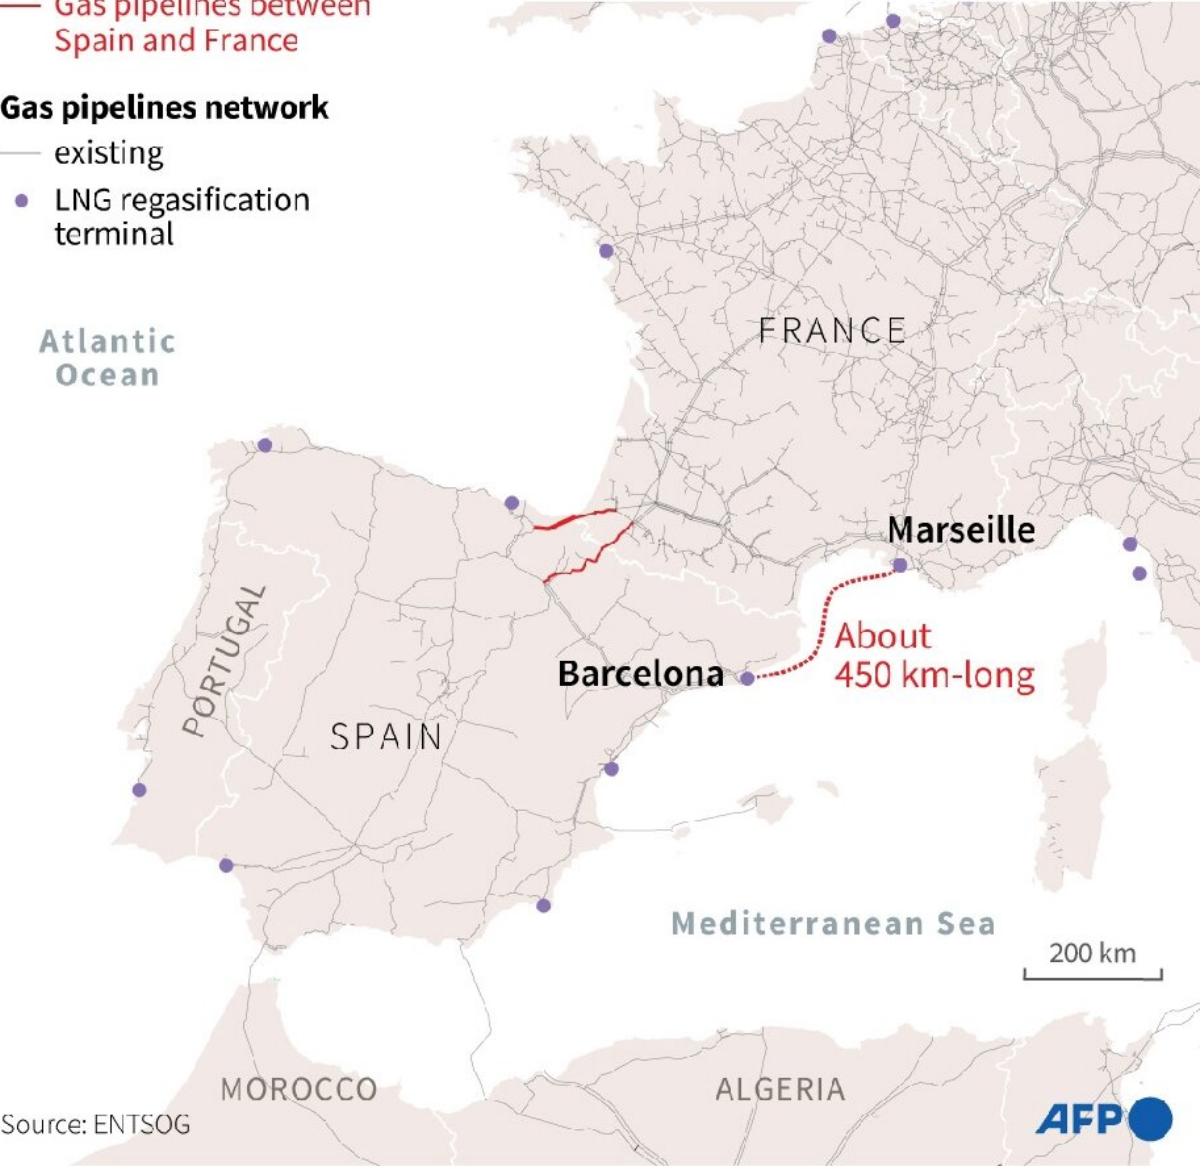 Gas pipelines between
Spain and France
Gas pipelines network
existing
LNG regasification
terminal
Atlantic
Ocean
FRANCE
Marseille
PORTUGAL
About
450 km-long
Barcelona
SPAIN
Mediterranean Sea
200 km
MOROCCO
ALGERIA
Source: ENTSOG
AFP